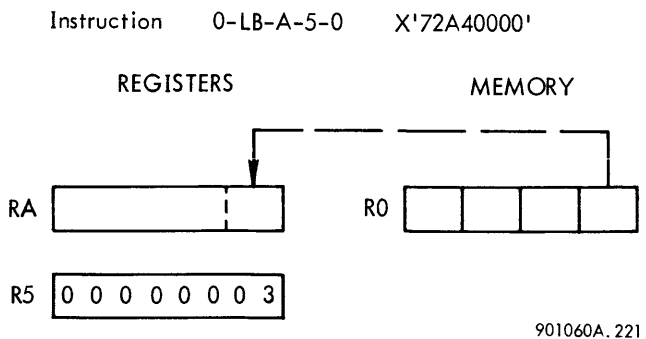 Instruction 0-LB-A-5-0 X'72A40000'
REGISTERS MEMORY
RA R0
R5 0 0 0 0 0 0 0 3
901060A.221